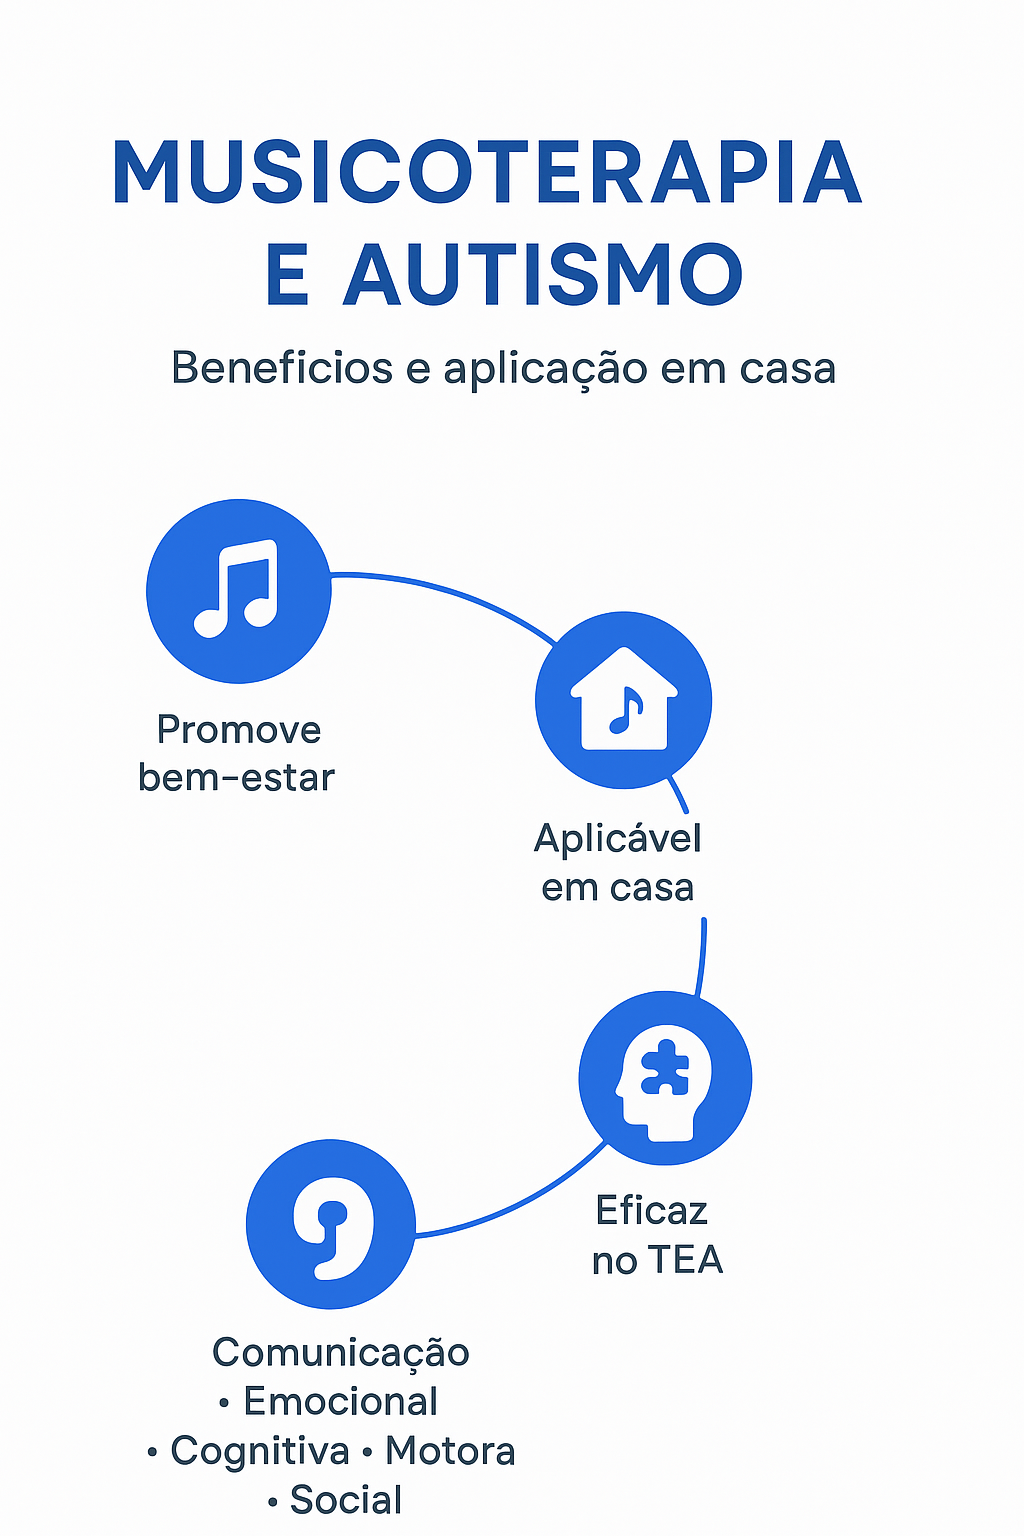 MUSICOTERAPIA
E AUTISMO
Beneficios e aplicação em casa
Promove
bem-estar
Aplicável
em casa
Eficaz
no TEA
Comunicação
• Emocional
• Cognitiva • Motora
• Social